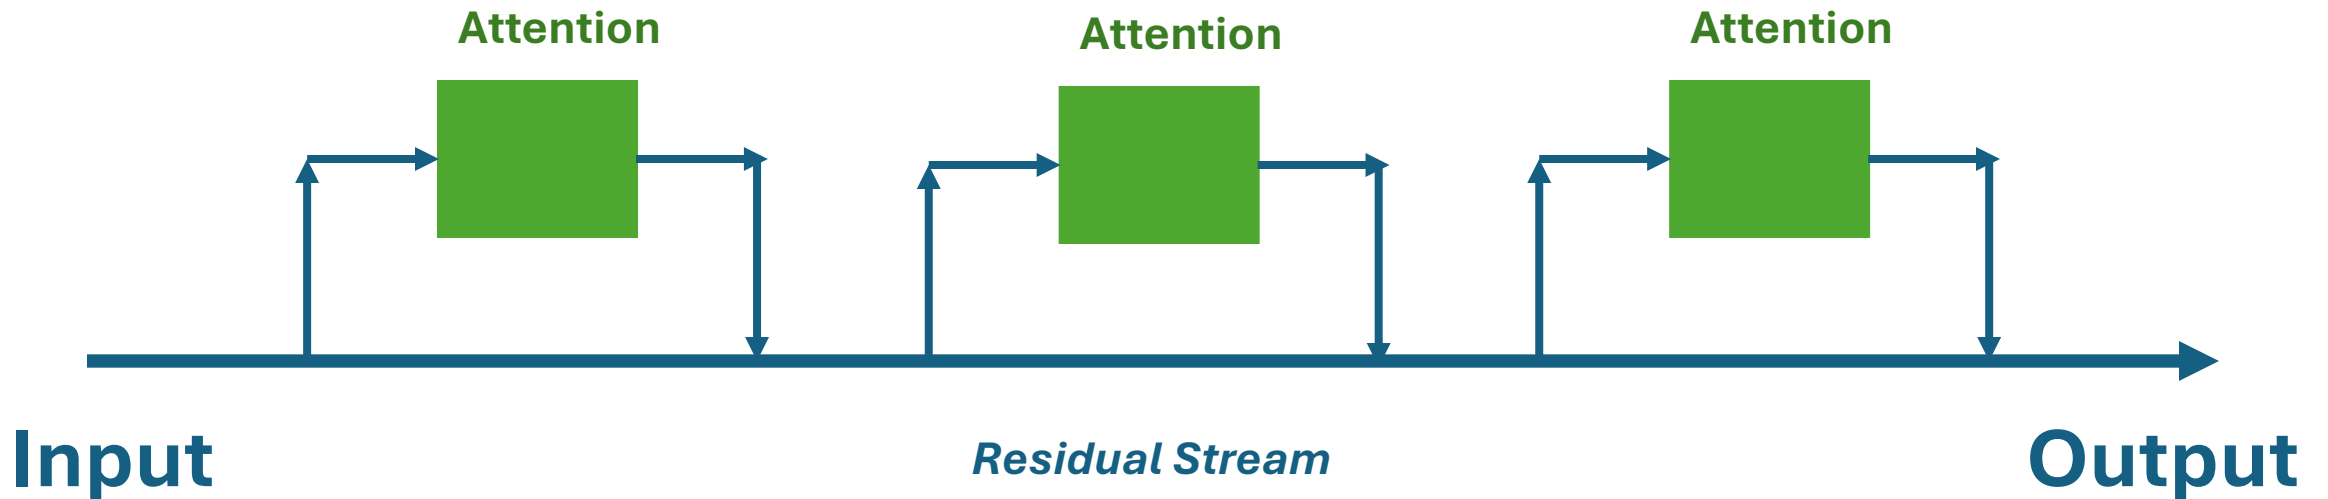 Attention
Attention
Attention
Input
Residual Stream
Output